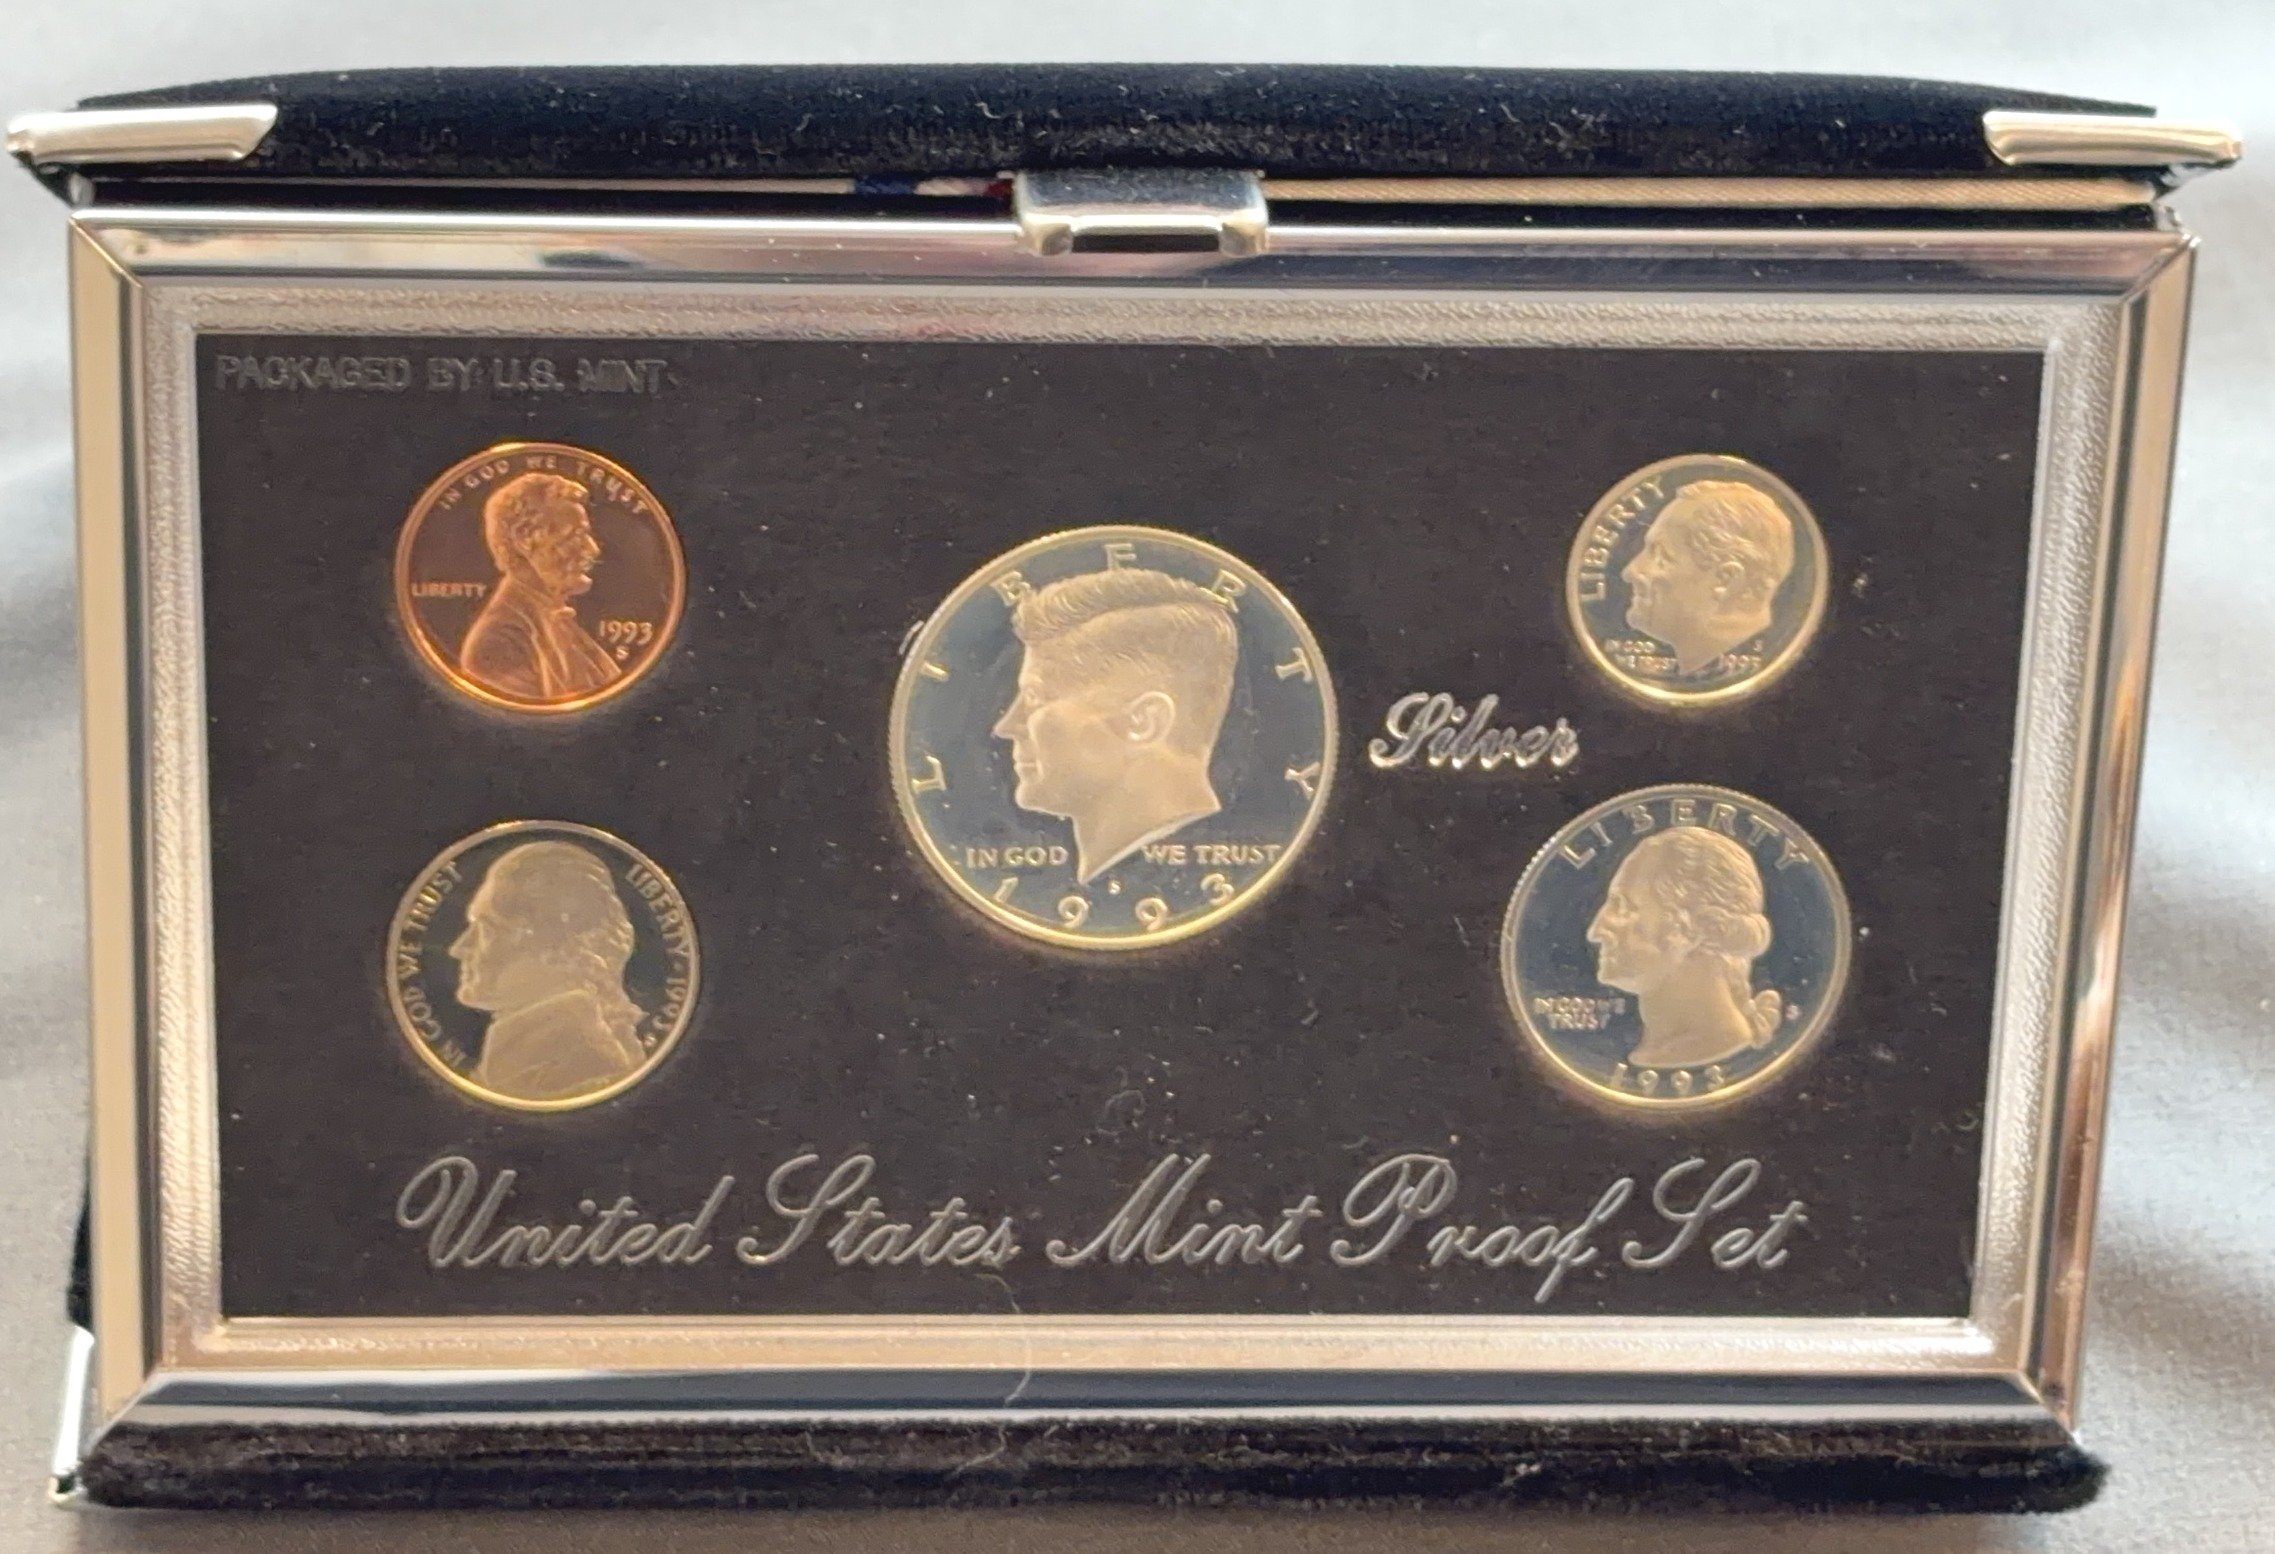 PACKAGED BY U.S. MINT
IN GOD WE TRUST
LIBERTY
1993
S
LIBERTY
IN GOD WE TRUST
S
1993
LIBERTY
IN GOD
WE TRUST
S
1993
Silver
IN GOD WE TRUST
LIBERTY · 1993
S
LIBERTY
IN GOD WE
TRUST
S
1993
United States Mint Proof Set